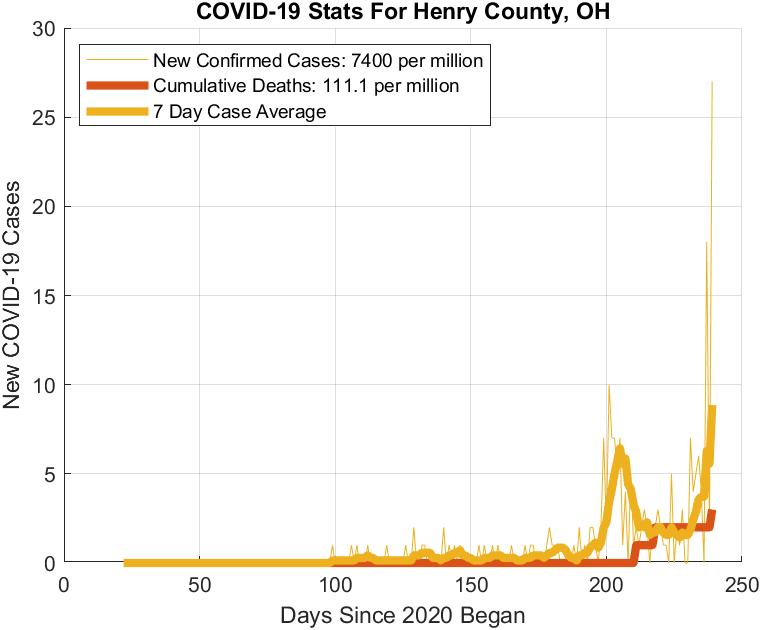 COVID-19 Stats For Henry County, OH
30
25
20
15
10
5
0
New COVID-19 Cases
New Confirmed Cases: 7400 per million
Cumulative Deaths: 111.1 per million
7 Day Case Average
0 50 100 150 200 250
Days Since 2020 Began